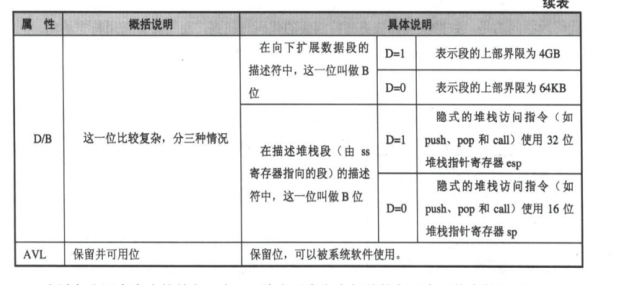 续表
属 性 概括说明 具体说明
D/B
这一位比较复杂，分三种情况
在向下扩展数据段的
描述符中，这一位叫做 B
位
D=1 表示段的上部界限为 4GB
D=0 表示段的上部界限为 64KB
在描述堆栈段（由 ss
寄存器指向的段）的描述
符中，这一位叫做 B 位
D=1
隐式的堆栈访问指令（如
push、pop 和 call）使用 32 位
堆栈指针寄存器 esp
D=0
隐式的堆栈访问指令（如
push、pop 和 call）使用 16 位
堆栈指针寄存器 sp
AVL 保留并可用位 保留位，可以被系统软件使用。